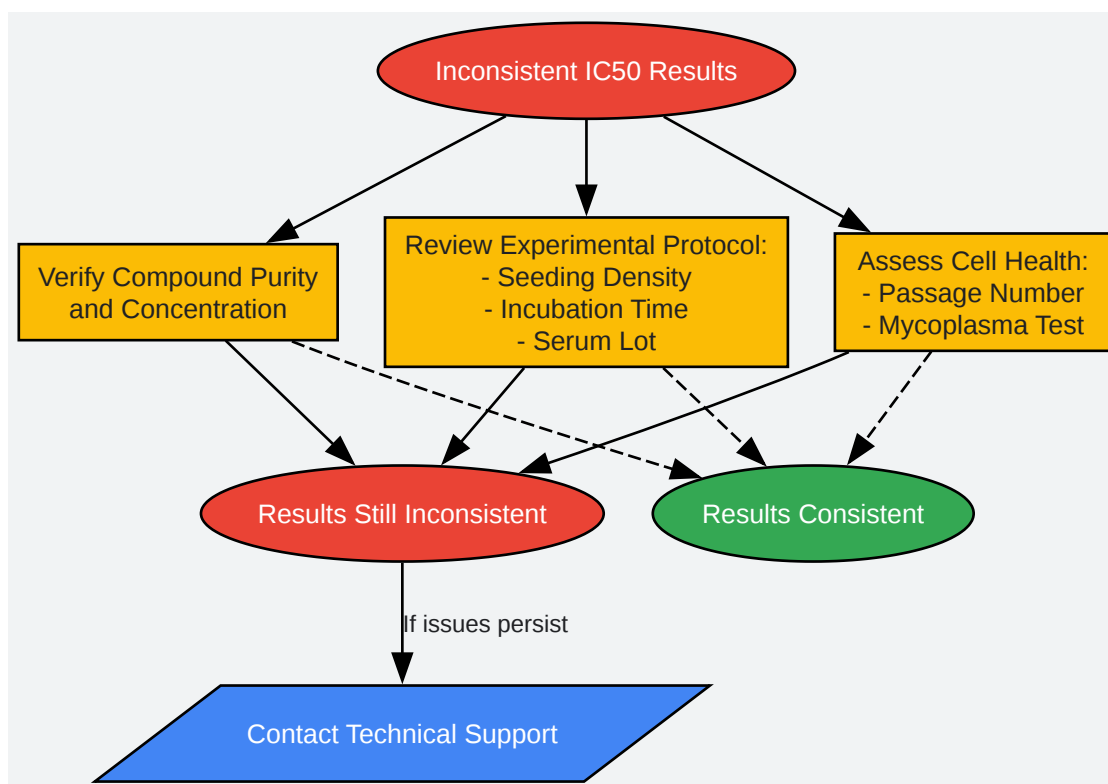 Inconsistent IC50 Results
Verify Compound Purity
and Concentration
Review Experimental Protocol:
- Seeding Density
- Incubation Time
- Serum Lot
Assess Cell Health:
- Passage Number
- Mycoplasma Test
Results Still Inconsistent
Results Consistent
If issues persist
Contact Technical Support